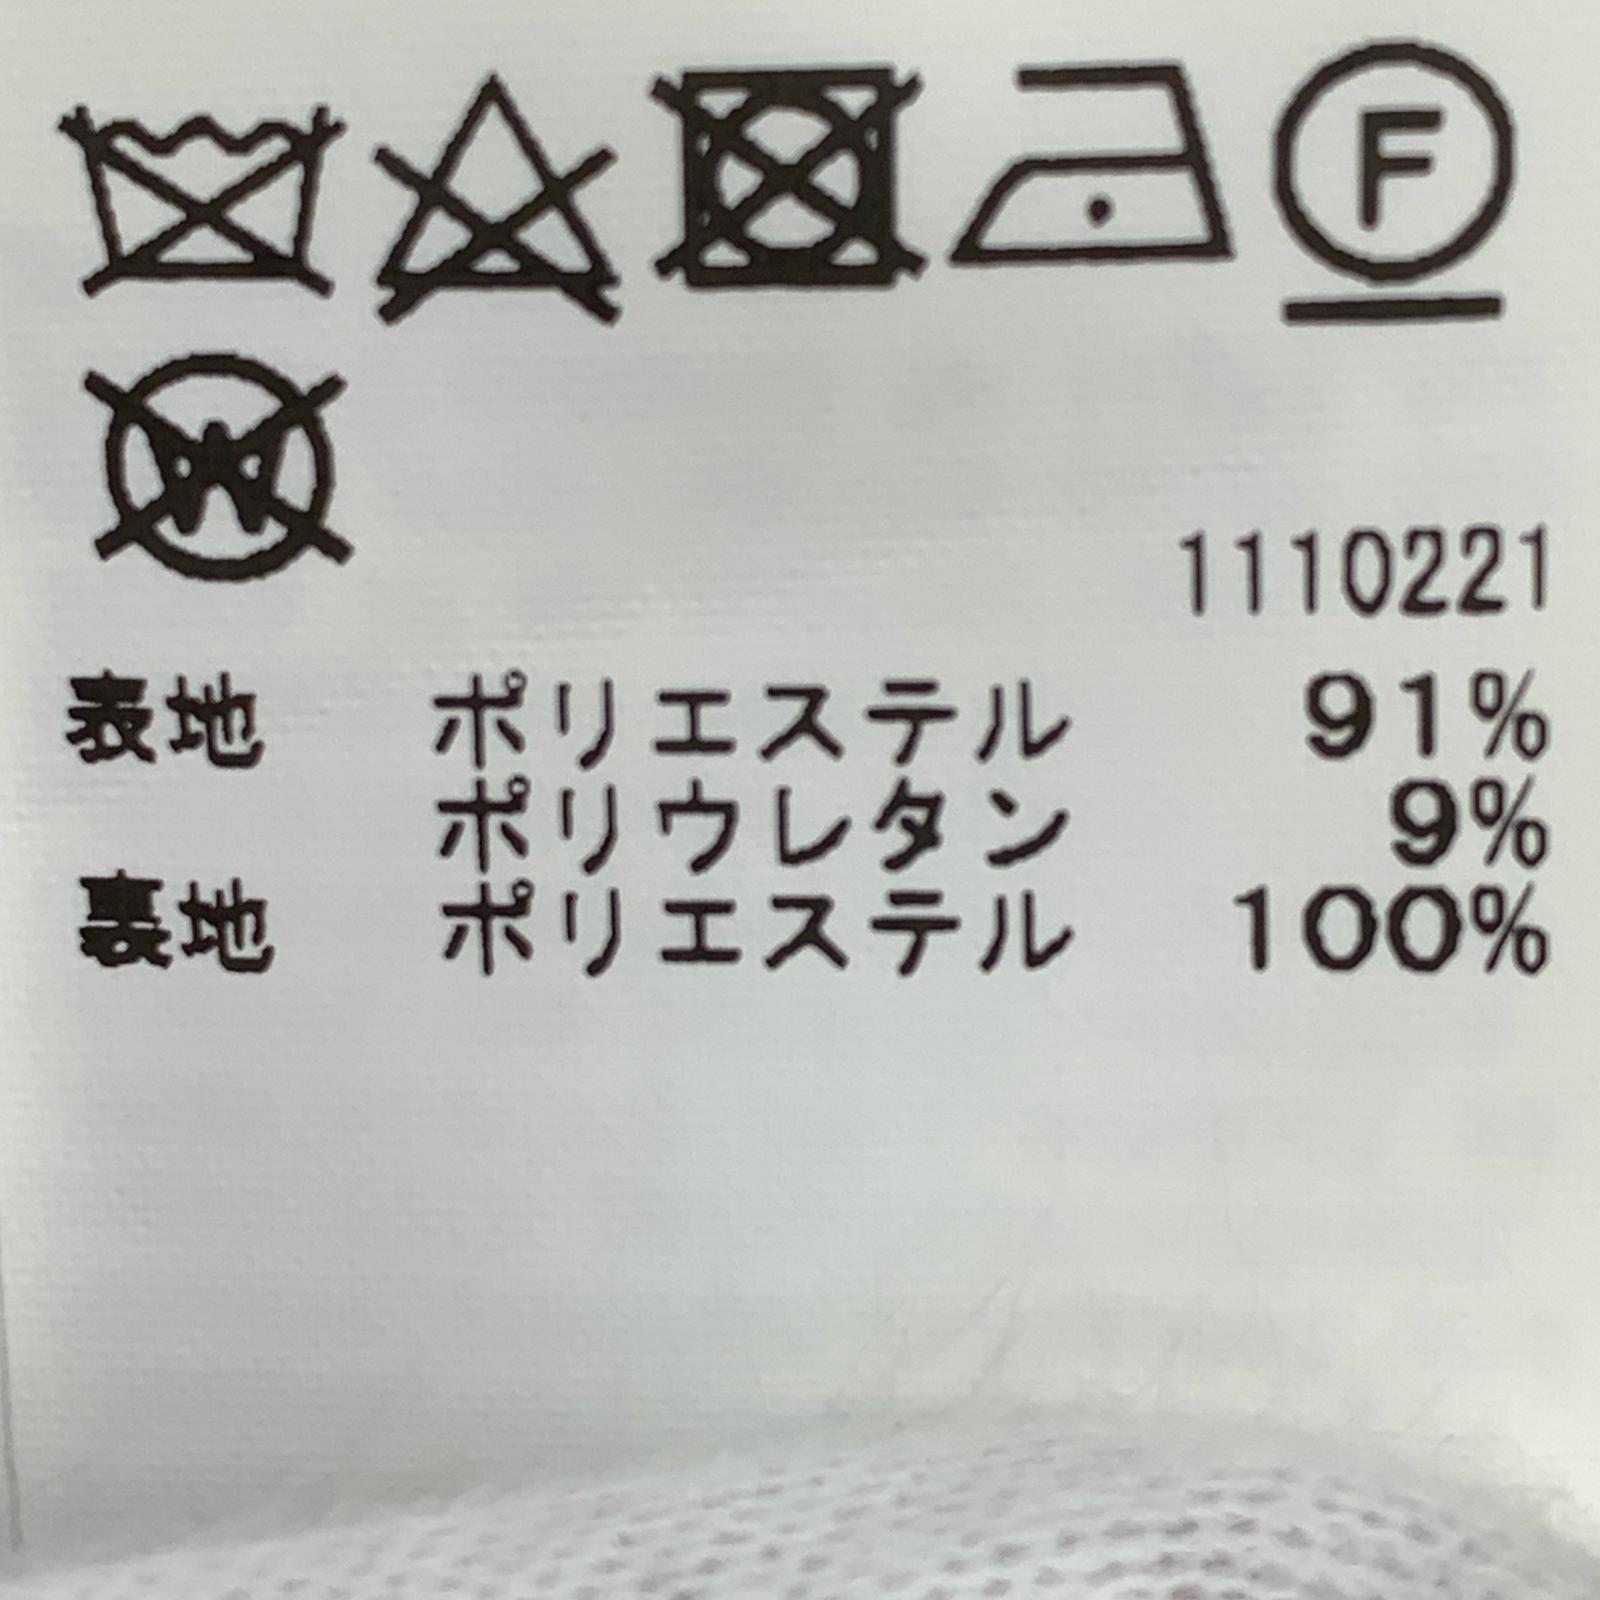 F
W
1110221
表地 ポリエステル 91%
ポリウレタン 9%
裏地 ポリエステル 100%